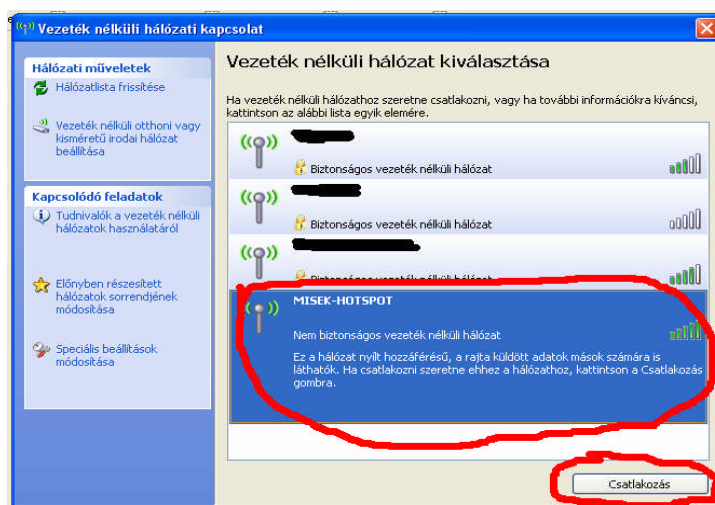 Vezeték nélküli hálózati kapcsolat
Hálózati műveletek
Hálózatlista frissítése
Vezeték nélküli otthoni vagy
kisméretű irodai hálózat
beállítása
Kapcsolódó feladatok
Tudnivalók a vezeték nélküli
hálózatok használatáról
Előnyben részesített
hálózatok sorrendjének
módosítása
Speciális beállítások
módosítása
Vezeték nélküli hálózat kiválasztása
Ha vezeték nélküli hálózathoz szeretne csatlakozni, vagy ha további információkra kíváncsi,
kattintson az alábbi lista egyik elemére.
Biztonságos vezeték nélküli hálózat
Biztonságos vezeték nélküli hálózat
Biztonságos vezeték nélküli hálózat
MISEK-HOTSPOT
Nem biztonságos vezeték nélküli hálózat
Ez a hálózat nyílt hozzáférésű, a rajta küldött adatok mások számára is
láthatók. Ha csatlakozni szeretne ehhez a hálózathoz, kattintson a Csatlakozás
gombra.
Csatlakozás